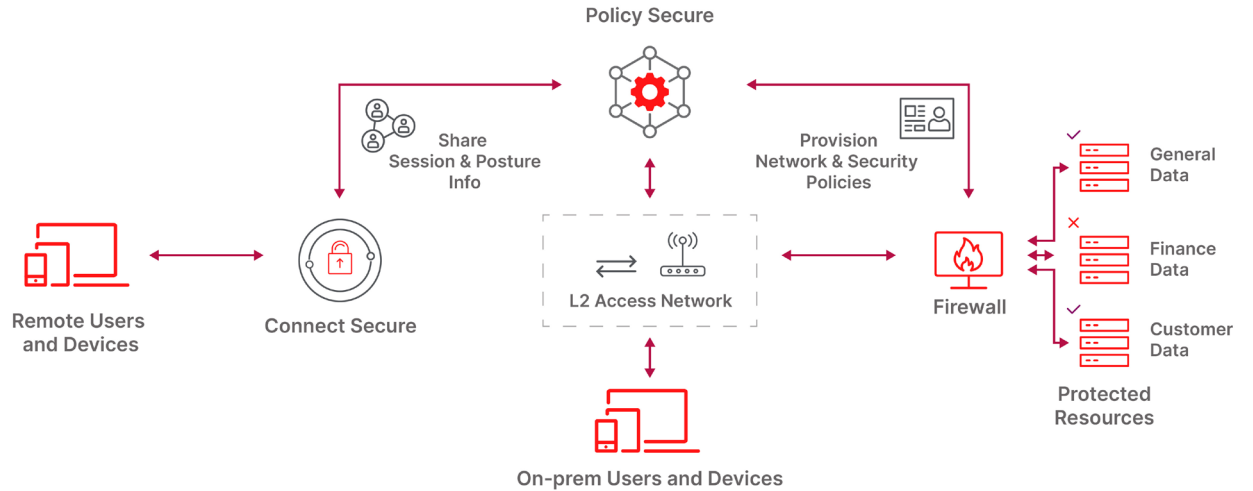 Policy Secure
Share
Session & Posture
Info
Provision
Network & Security
Policies
General
Data
Finance
Data
Customer
Data
L2 Access Network
Firewall
Connect Secure
Remote Users
and Devices
Protected
Resources
On-prem Users and Devices